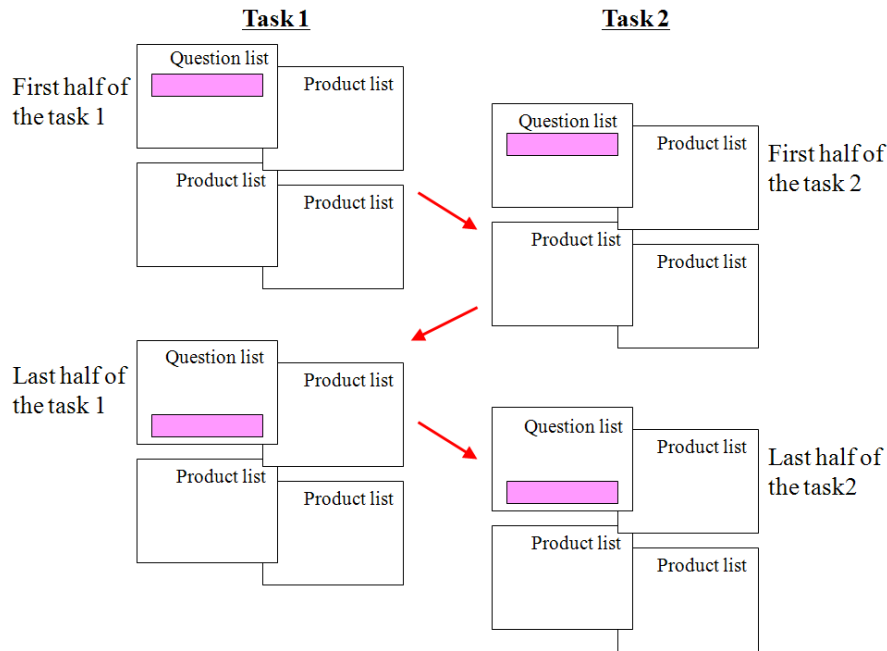 Task 1
Task 2
First half of
the task 1
Question list
Product list
Product list
Product list
Question list
Product list
Product list
Product list
First half of
the task 2
Last half of
the task 1
Question list
Product list
Product list
Product list
Question list
Product list
Product list
Product list
Last half of
the task2